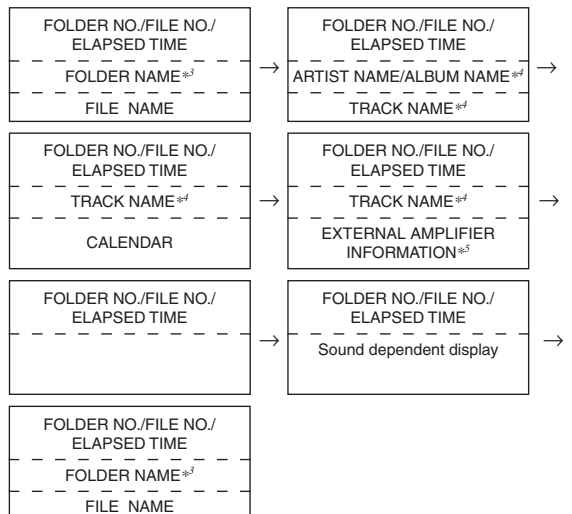 FOLDER NO./FILE NO./
ELAPSED TIME
FOLDER NAME*3
FILE NAME
→
FOLDER NO./FILE NO./
ELAPSED TIME
ARTIST NAME/ALBUM NAME*4
TRACK NAME*4
→
FOLDER NO./FILE NO./
ELAPSED TIME
TRACK NAME*4
CALENDAR
→
FOLDER NO./FILE NO./
ELAPSED TIME
TRACK NAME*4
EXTERNAL AMPLIFIER
INFORMATION*5
→
FOLDER NO./FILE NO./
ELAPSED TIME
→
FOLDER NO./FILE NO./
ELAPSED TIME
Sound dependent display
→
FOLDER NO./FILE NO./
ELAPSED TIME
FOLDER NAME*3
FILE NAME